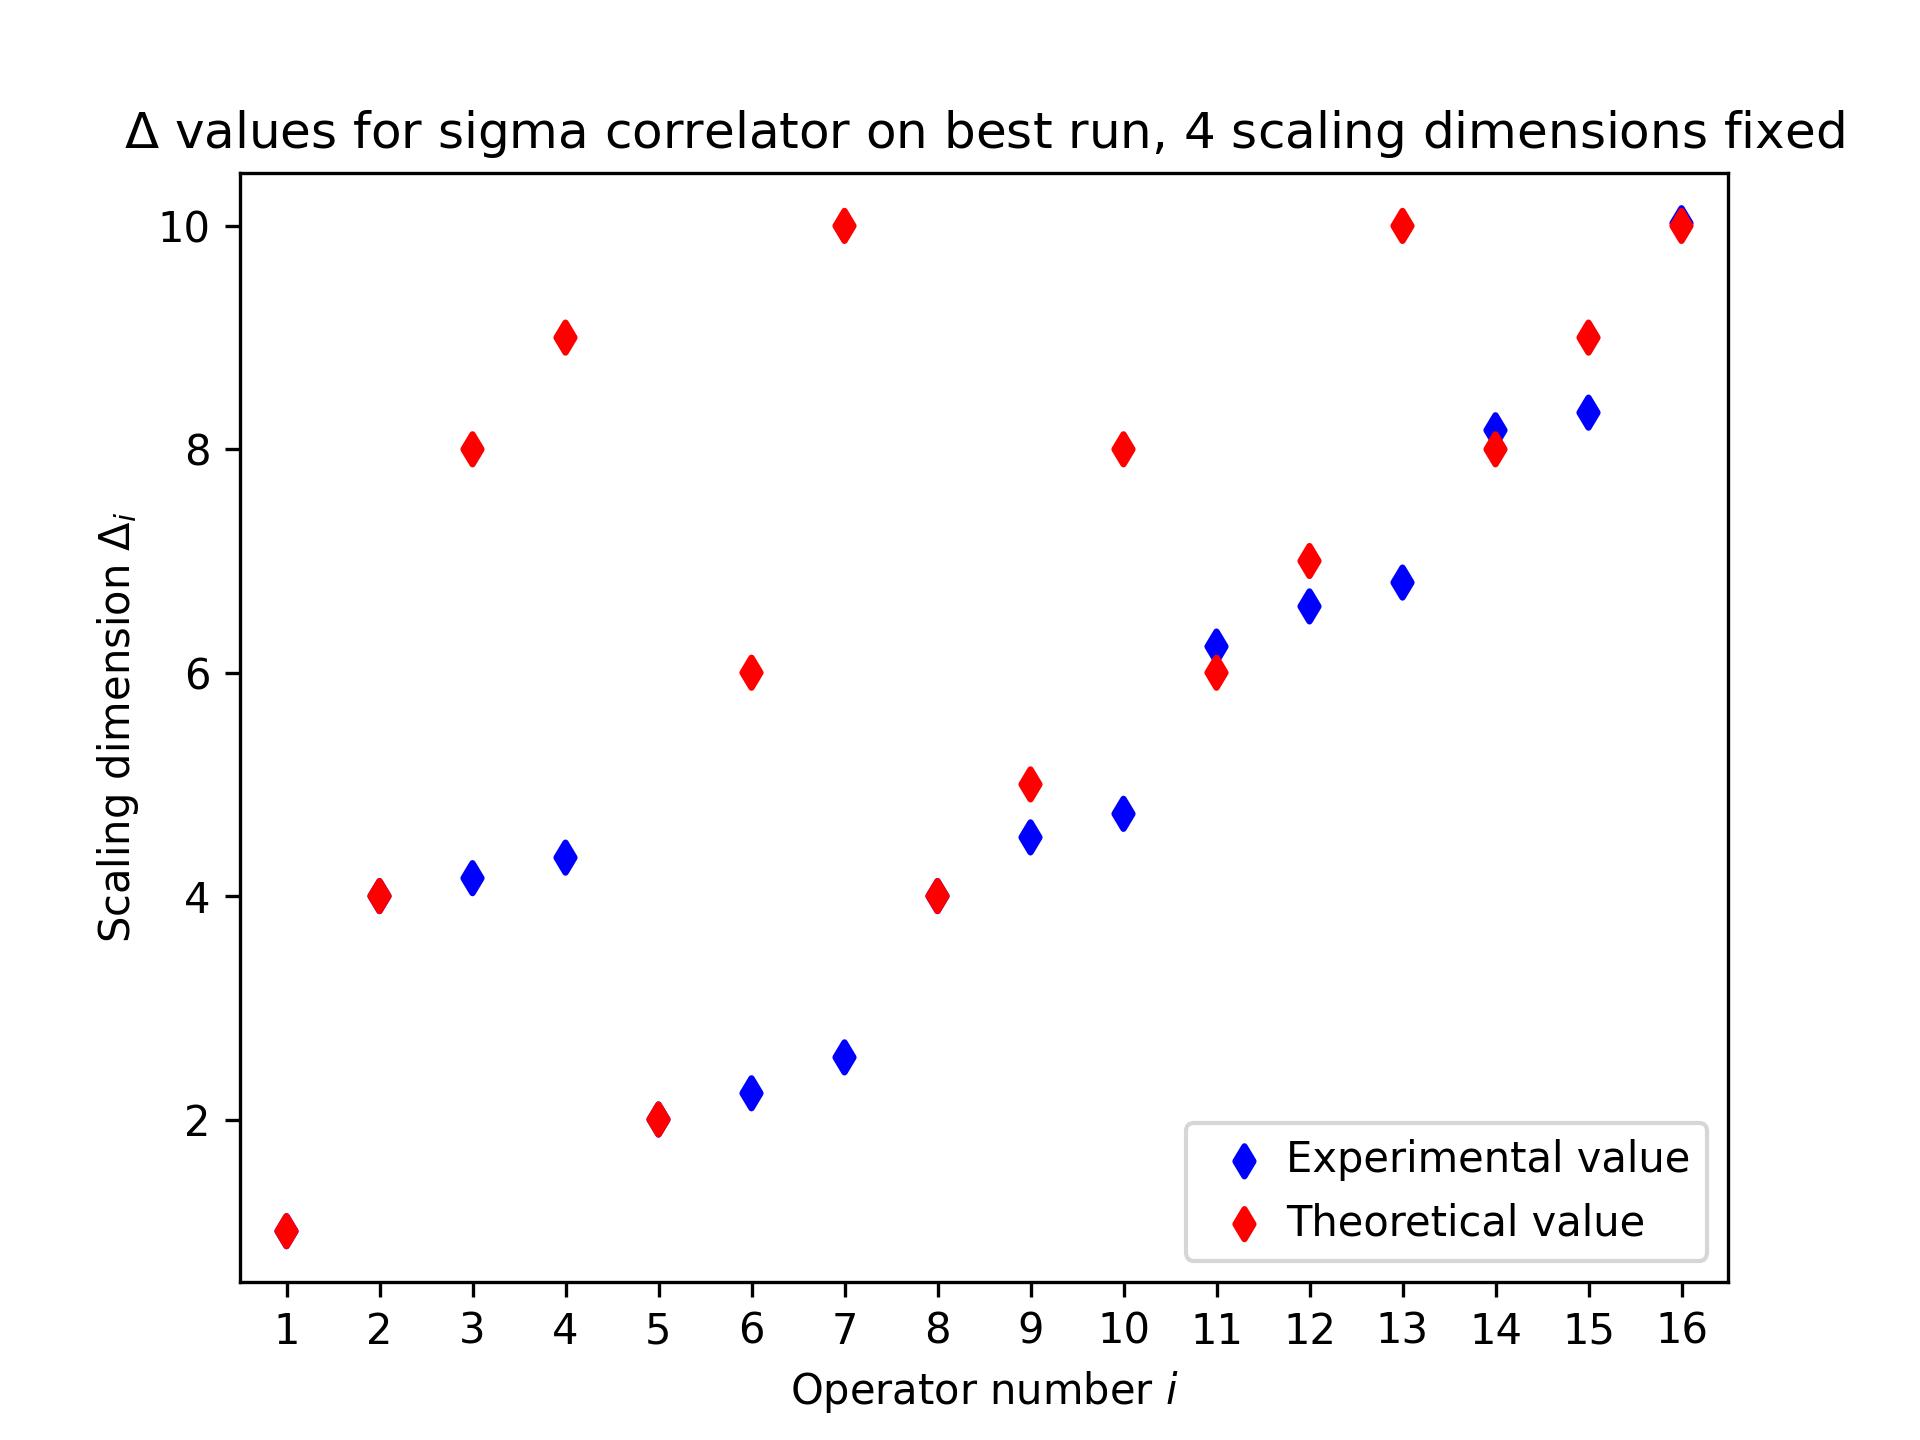 Δ values for sigma correlator on best run, 4 scaling dimensions fixed
10
8
6
4
2
Scaling dimension Δᵢ
Experimental value
Theoretical value
1 2 3 4 5 6 7 8 9 10 11 12 13 14 15 16
Operator number i